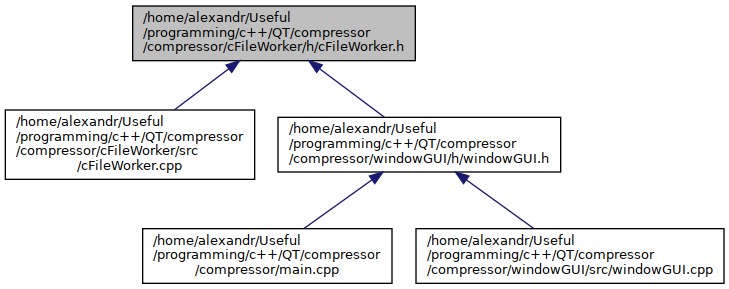 /home/alexandr/Useful
/programming/c++/QT/compressor
/compressor/cFileWorker/h/cFileWorker.h
/home/alexandr/Useful
/programming/c++/QT/compressor
/compressor/cFileWorker/src
/cFileWorker.cpp
/home/alexandr/Useful
/programming/c++/QT/compressor
/compressor/windowGUI/h/windowGUI.h
/home/alexandr/Useful
/programming/c++/QT/compressor
/compressor/main.cpp
/home/alexandr/Useful
/programming/c++/QT/compressor
/compressor/windowGUI/src/windowGUI.cpp